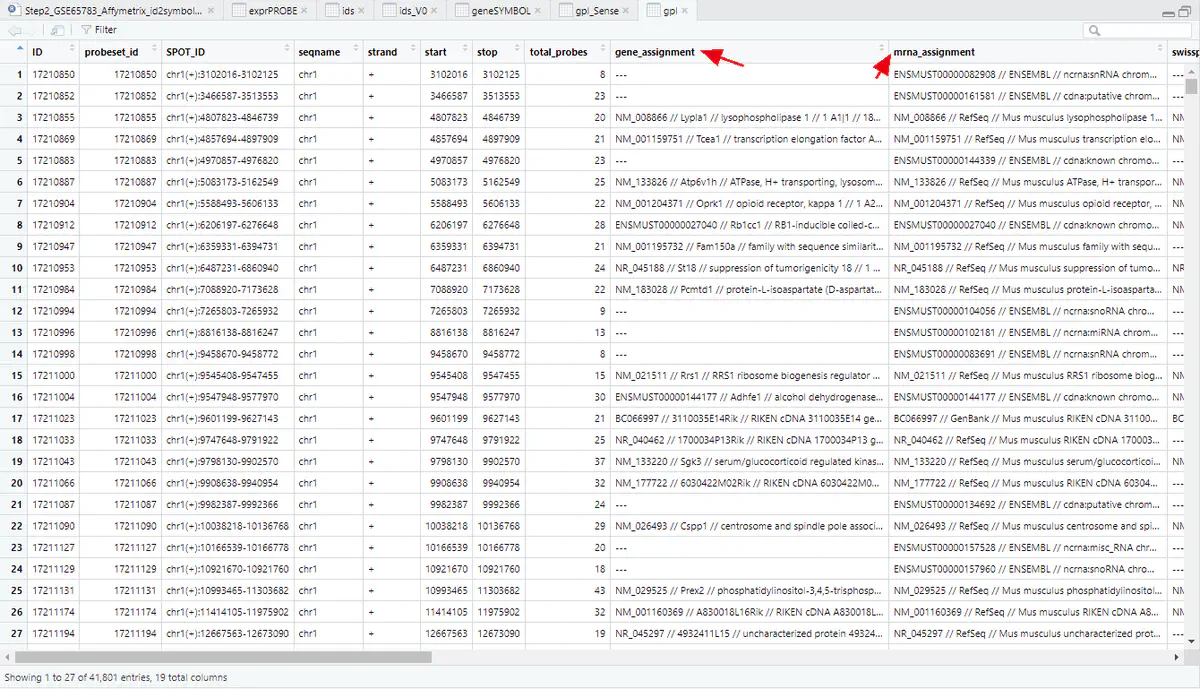 Step2_GSE65783_Affymetrix_id2symbol... exprPROBE ids ids_V0 geneSYMBOL gpl_Sense gpl
Filter
ID probeset_id SPOT_ID seqname strand start stop total_probes gene_assignment mrna_assignment swissp
1 17210850 17210850 chr1(+):3102016-3102125 chr1 + 3102016 3102125 8 --- ENSMUST00000082908 // ENSEMBL // ncrna:snRNA chrom... ---
2 17210852 17210852 chr1(+):3466587-3513553 chr1 + 3466587 3513553 23 --- ENSMUST00000161581 // ENSEMBL // cdna:putative chrom... ---
3 17210855 17210855 chr1(+):4807823-4846739 chr1 + 4807823 4846739 20 NM_008866 // Lypla1 // lysophospholipase 1 // 1 A1|1 // 18... NM_008866 // RefSeq // Mus musculus lysophospholipase 1... NM
4 17210869 17210869 chr1(+):4857694-4897909 chr1 + 4857694 4897909 21 NM_001159751 // Tcea1 // transcription elongation factor A... NM_001159751 // RefSeq // Mus musculus transcription elo... NM
5 17210883 17210883 chr1(+):4970857-4976820 chr1 + 4970857 4976820 23 --- ENSMUST00000144339 // ENSEMBL // cdna:known chromo... ---
6 17210887 17210887 chr1(+):5083173-5162549 chr1 + 5083173 5162549 25 NM_133826 // Atp6v1h // ATPase, H+ transporting, lysosom... NM_133826 // RefSeq // Mus musculus ATPase, H+ transpor... NM
7 17210904 17210904 chr1(+):5588493-5606133 chr1 + 5588493 5606133 22 NM_001204371 // Oprk1 // opioid receptor, kappa 1 // 1 A2... NM_001204371 // RefSeq // Mus musculus opioid receptor, ... NM
8 17210912 17210912 chr1(+):6206197-6276648 chr1 + 6206197 6276648 28 ENSMUST00000027040 // Rb1cc1 // RB1-inducible coiled-c... ENSMUST00000027040 // ENSEMBL // cdna:known chromo... NM
9 17210947 17210947 chr1(+):6359331-6394731 chr1 + 6359331 6394731 21 NM_001195732 // Fam150a // family with sequence similarit... NM_001195732 // RefSeq // Mus musculus family with sequ... NM
10 17210953 17210953 chr1(+):6487231-6860940 chr1 + 6487231 6860940 24 NR_045188 // St18 // suppression of tumorigenicity 18 // 1 ... NR_045188 // RefSeq // Mus musculus suppression of tumo... NM
11 17210984 17210984 chr1(+):7088920-7173628 chr1 + 7088920 7173628 22 NM_183028 // Pcmtd1 // protein-L-isoaspartate (D-aspartat... NM_183028 // RefSeq // Mus musculus protein-L-isoasparta... NM
12 17210994 17210994 chr1(+):7265803-7265932 chr1 + 7265803 7265932 9 --- ENSMUST00000104056 // ENSEMBL // ncrna:snoRNA chro... ---
13 17210996 17210996 chr1(+):8816138-8816247 chr1 + 8816138 8816247 13 --- ENSMUST00000102181 // ENSEMBL // ncrna:miRNA chrom... ---
14 17210998 17210998 chr1(+):9458670-9458772 chr1 + 9458670 9458772 8 --- ENSMUST00000083691 // ENSEMBL // ncrna:snRNA chrom... ---
15 17211000 17211000 chr1(+):9545408-9547455 chr1 + 9545408 9547455 15 NM_021511 // Rrs1 // RRS1 ribosome biogenesis regulator ... NM_021511 // RefSeq // Mus musculus RRS1 ribosome biog... NM
16 17211004 17211004 chr1(+):9547948-9577970 chr1 + 9547948 9577970 30 ENSMUST00000144177 // Adhfe1 // alcohol dehydrogenase... ENSMUST00000144177 // ENSEMBL // cdna:known chromo... NM
17 17211023 17211023 chr1(+):9601199-9627143 chr1 + 9601199 9627143 21 BC066997 // 3110035E14Rik // RIKEN cDNA 3110035E14 ge... BC066997 // GenBank // Mus musculus RIKEN cDNA 31100... BC
18 17211033 17211033 chr1(+):9747648-9791922 chr1 + 9747648 9791922 25 NR_040462 // 1700034P13Rik // RIKEN cDNA 1700034P13 g... NR_040462 // RefSeq // Mus musculus RIKEN cDNA 170003... ---
19 17211043 17211043 chr1(+):9798130-9902570 chr1 + 9798130 9902570 37 NM_133220 // Sgk3 // serum/glucocorticoid regulated kinas... NM_133220 // RefSeq // Mus musculus serum/glucocorticoi... NM
20 17211066 17211066 chr1(+):9908638-9940954 chr1 + 9908638 9940954 32 NM_177722 // 6030422M02Rik // RIKEN cDNA 6030422M0... NM_177722 // RefSeq // Mus musculus RIKEN cDNA 60304... NM
21 17211087 17211087 chr1(+):9982387-9992366 chr1 + 9982387 9992366 24 --- ENSMUST00000134692 // ENSEMBL // cdna:putative chrom... ---
22 17211090 17211090 chr1(+):10038218-10136768 chr1 + 10038218 10136768 29 NM_026493 // Cspp1 // centrosome and spindle pole associ... NM_026493 // RefSeq // Mus musculus centrosome and spi... NM
23 17211127 17211127 chr1(+):10166539-10166778 chr1 + 10166539 10166778 20 --- ENSMUST00000157528 // ENSEMBL // ncrna:misc_RNA chr... ---
24 17211129 17211129 chr1(+):10921670-10921760 chr1 + 10921670 10921760 18 --- ENSMUST00000157960 // ENSEMBL // ncrna:snoRNA chro... ---
25 17211131 17211131 chr1(+):10993465-11303682 chr1 + 10993465 11303682 43 NM_029525 // Prex2 // phosphatidylinositol-3,4,5-trisphosp... NM_029525 // RefSeq // Mus musculus phosphatidylinositol... NM
26 17211174 17211174 chr1(+):11414105-11975902 chr1 + 11414105 11975902 32 NM_001160369 // A830018L16Rik // RIKEN cDNA A830018L... NM_001160369 // RefSeq // Mus musculus RIKEN cDNA A8... NM
27 17211194 17211194 chr1(+):12667563-12673090 chr1 + 12667563 12673090 19 NR_045297 // 4932411L15 // uncharacterized protein 49324... NR_045297 // RefSeq // Mus musculus uncharacterized prot... ---
Showing 1 to 27 of 41,801 entries, 19 total columns